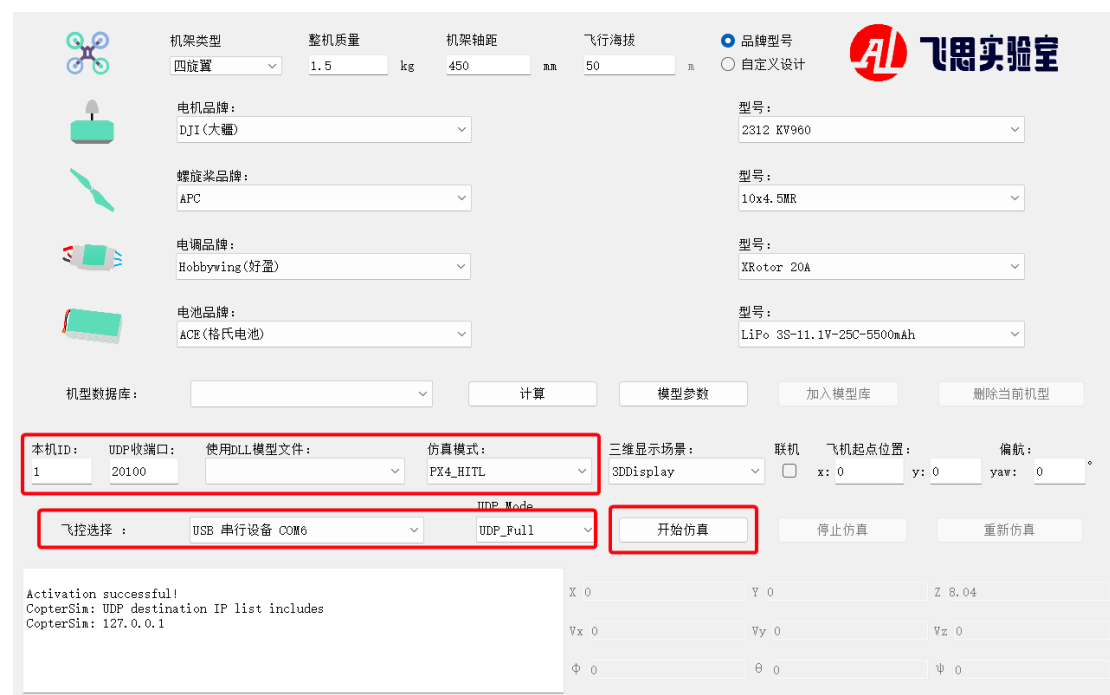 机架类型 整机质量 机架轴距 飞行海拔 品牌型号
四旋翼 1.5 kg 450 mm 50 m 自定义设计
AI 飞思实验室
电机品牌: 型号:
DJI(大疆) 2312 KV960
螺旋桨品牌: 型号:
APC 10x4.5MR
电调品牌: 型号:
Hobbywing(好盈) XRotor 20A
电池品牌: 型号:
ACE(格氏电池) LiPo 3S-11.1V-25C-5500mAh
机型数据库: 计算 模型参数 加入模型库 删除当前机型
本机ID: UDP收端口: 使用DLL模型文件: 仿真模式: 三维显示场景: 联机 飞机起点位置: 偏航:
1 20100 PX4_HITL 3DDisplay x: 0 y: 0 yaw: 0 °
UDP Mode
飞控选择 : USB 串行设备 COM6 UDP_Full 开始仿真 停止仿真 重新仿真
Activation successful!
CopterSim: UDP destination IP list includes
CopterSim: 127.0.0.1
X 0 Y 0 Z 8.04
Vx 0 Vy 0 Vz 0
Φ 0 θ 0 ψ 0